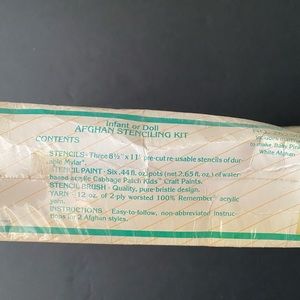 Infant or Doll
AFGHAN STENCILING KIT
CONTENTS
STENCILS - Three 8½" x 11" pre-cut re-usable stencils of dur-
able Mylar*.
STENCIL PAINT - Six .44 fl. oz. pots (net 2.65 fl. oz.) of water-
based acrylic Cabbage Patch Kids™ Craft Paints.
STENCIL BRUSH - Quality, pure-bristle design.
YARN - 12 oz. of 2-ply worsted 100% Remember™ acrylic
yarn.
INSTRUCTIONS - Easy-to-follow, non-abbreviated instruc-
tions for 2 Afghan styles.
to make. Baby
White Afghan